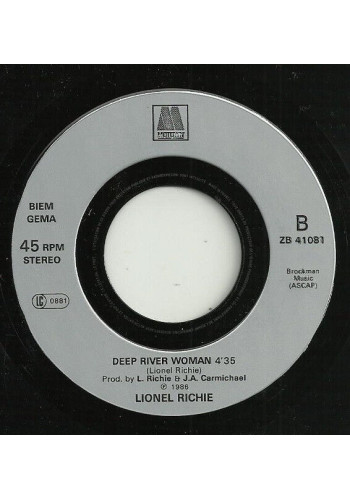 MOTOWN
BIEM
GEMA
45 RPM
STEREO
LC 0881
B
ZB 41081
Brockman
Music
(ASCAP)
DEEP RIVER WOMAN 4'35
(Lionel Richie)
Prod. by L. Richie & J.A. Carmichael
℗ 1986
LIONEL RICHIE